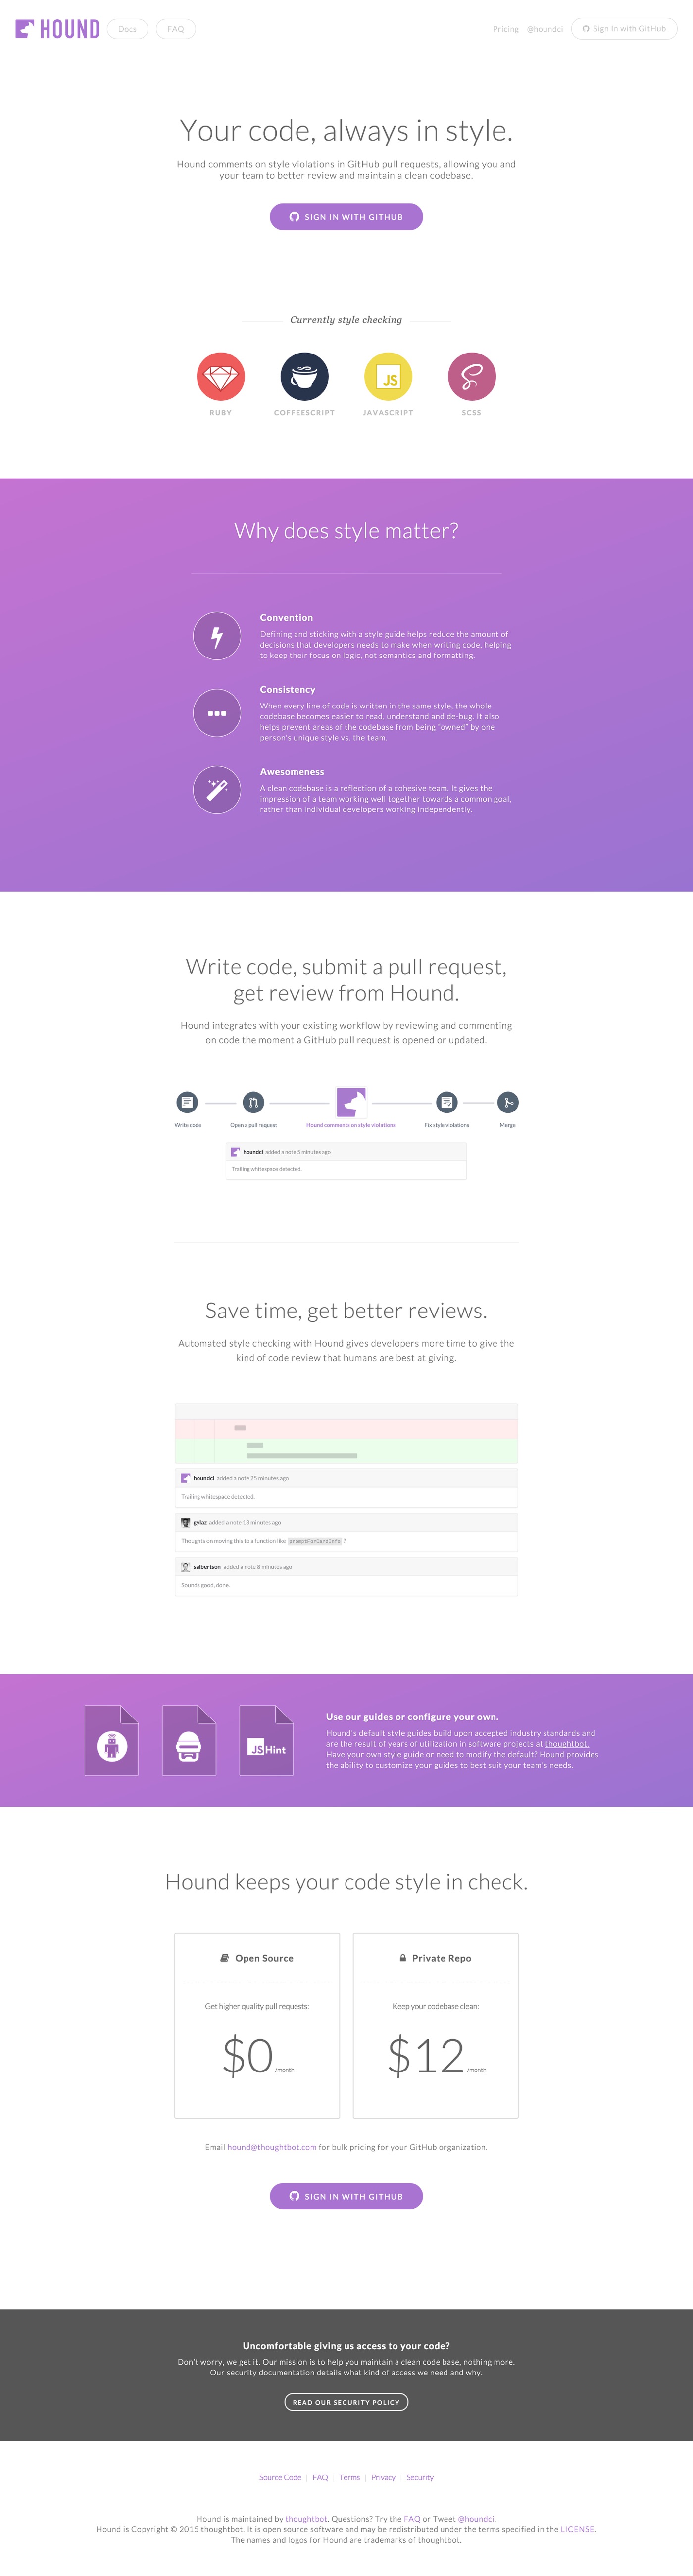 HOUND Docs FAQ Pricing @houndci Sign In with GitHub
Your code, always in style.
Hound comments on style violations in GitHub pull requests, allowing you and
your team to better review and maintain a clean codebase.
SIGN IN WITH GITHUB
Currently style checking
JS
RUBY COFFEESCRIPT JAVASCRIPT SCSS
Why does style matter?
Convention
Defining and sticking with a style guide helps reduce the amount of
decisions that developers needs to make when writing code, helping
to keep their focus on logic, not semantics and formatting.
Consistency
When every line of code is written in the same style, the whole
codebase becomes easier to read, understand and de-bug. It also
helps prevent areas of the codebase from being "owned" by one
person's unique style vs. the team.
Awesomeness
A clean codebase is a reflection of a cohesive team. It gives the
impression of a team working well together towards a common goal,
rather than individual developers working independently.
Write code, submit a pull request,
get review from Hound.
Hound integrates with your existing workflow by reviewing and commenting
on code the moment a GitHub pull request is opened or updated.
Write code Open a pull request Hound comments on style violations Fix style violations Merge
houndci added a note 5 minutes ago
Trailing whitespace detected.
Save time, get better reviews.
Automated style checking with Hound gives developers more time to give the
kind of code review that humans are best at giving.
houndci added a note 25 minutes ago
Trailing whitespace detected.
gylaz added a note 13 minutes ago
Thoughts on moving this to a function like promptForCardInfo ?
salbertson added a note 8 minutes ago
Sounds good, done.
JSHint
Use our guides or configure your own.
Hound's default style guides build upon accepted industry standards and
are the result of years of utilization in software projects at thoughtbot.
Have your own style guide or need to modify the default? Hound provides
the ability to customize your guides to best suit your team's needs.
Hound keeps your code style in check.
Open Source
Get higher quality pull requests:
$0 /month
Private Repo
Keep your codebase clean:
$12 /month
Email hound@thoughtbot.com for bulk pricing for your GitHub organization.
SIGN IN WITH GITHUB
Uncomfortable giving us access to your code?
Don't worry, we get it. Our mission is to help you maintain a clean code base, nothing more.
Our security documentation details what kind of access we need and why.
READ OUR SECURITY POLICY
Source Code | FAQ | Terms | Privacy | Security
Hound is maintained by thoughtbot. Questions? Try the FAQ or Tweet @houndci.
Hound is Copyright © 2015 thoughtbot. It is open source software and may be redistributed under the terms specified in the LICENSE.
The names and logos for Hound are trademarks of thoughtbot.